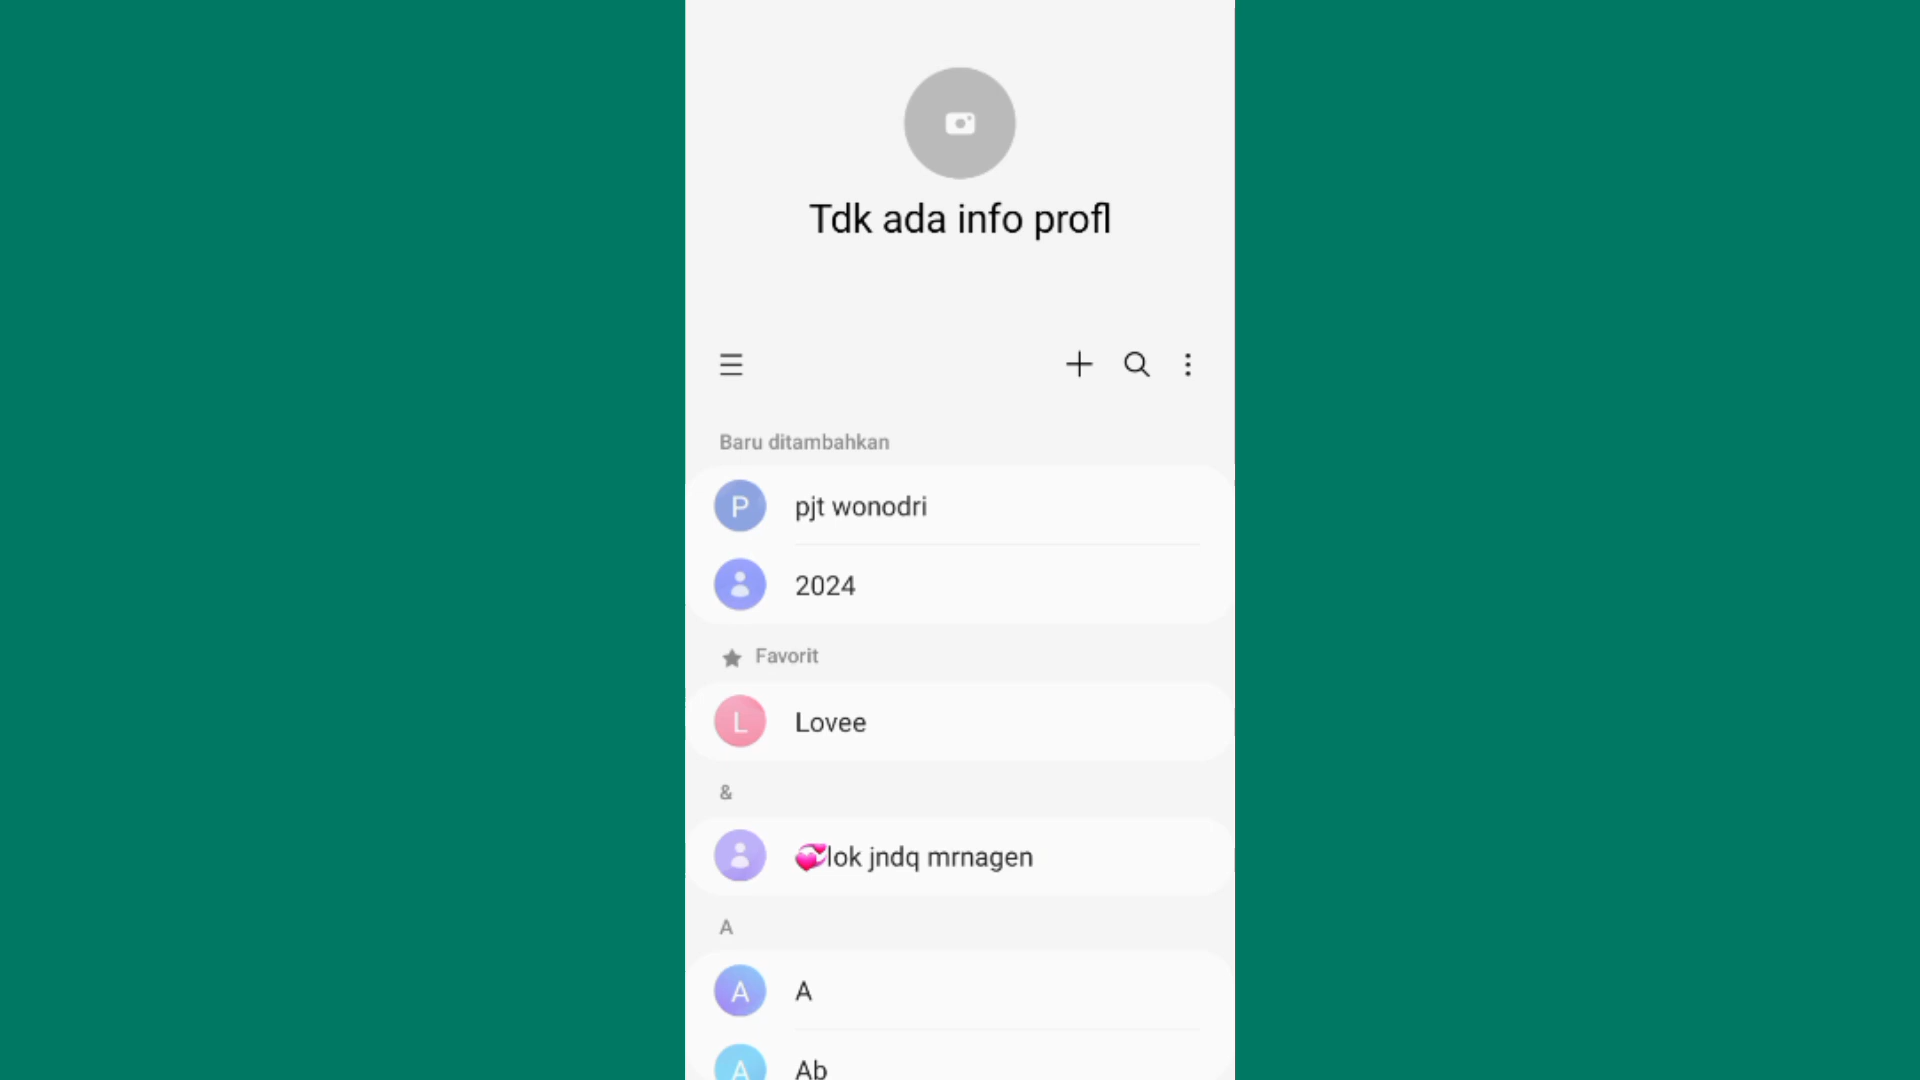 Tdk ada info profl
Baru ditambahkan
P pjt wonodri
2024
Favorit
L Lovee
&
💞lok jndq mrnagen
A
A A
A Ab